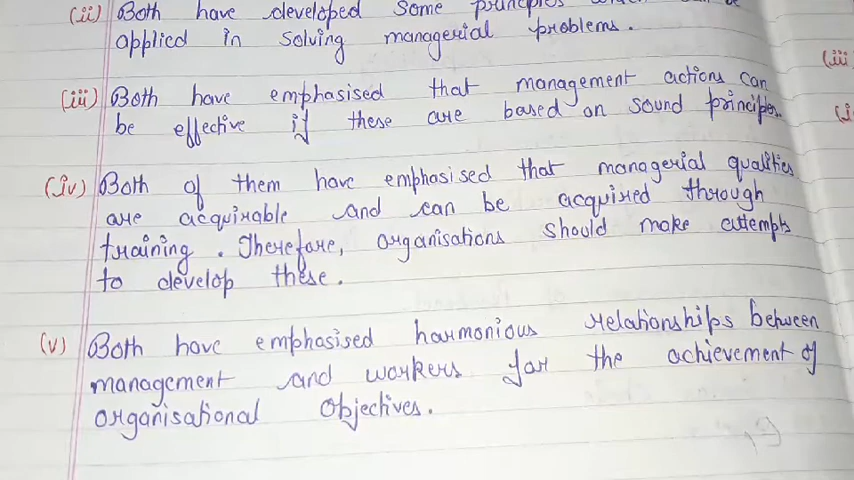 (ii) Both have developed some principles
applied in solving managerial problems.
(iii) Both have emphasised that management actions can
be effective if these are based on sound principles.
(iv) Both of them have emphasised that managerial qualities
are acquirable and can be acquired through
training. Therefore, organisations should make attempts
to develop these.
(v) Both have emphasised harmonious relationships between
management and workers for the achievement of
organisational objectives.
(iii